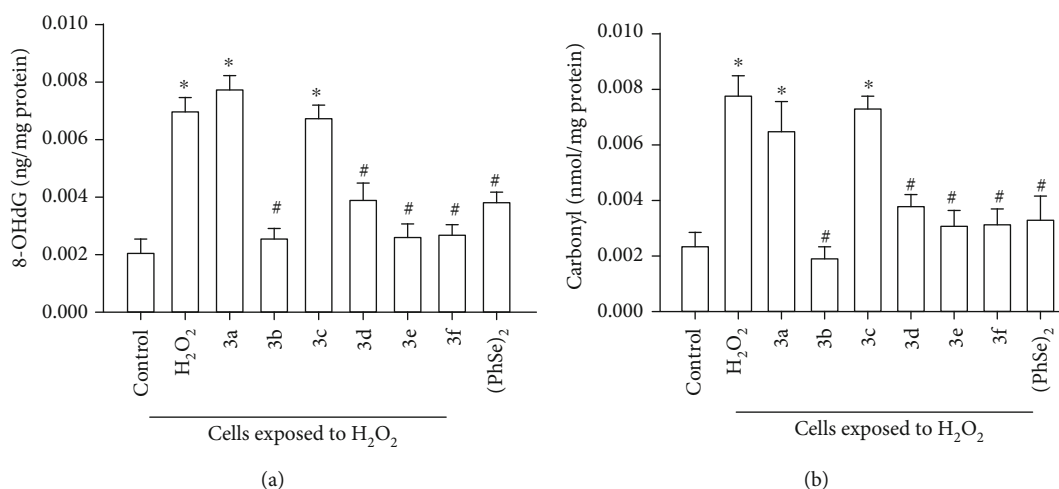 8-OHdG (ng/mg protein)
0.010
0.008
0.006
0.004
0.002
0.000
*
*
#
*
#
#
#
#
Control
H₂O₂
3a
3b
3c
3d
3e
3f
(PhSe)₂
Cells exposed to H₂O₂
(a)
Carbonyl (nmol/mg protein)
0.010
0.008
0.006
0.004
0.002
0.000
*
*
#
*
#
#
#
#
Control
H₂O₂
3a
3b
3c
3d
3e
3f
(PhSe)₂
Cells exposed to H₂O₂
(b)